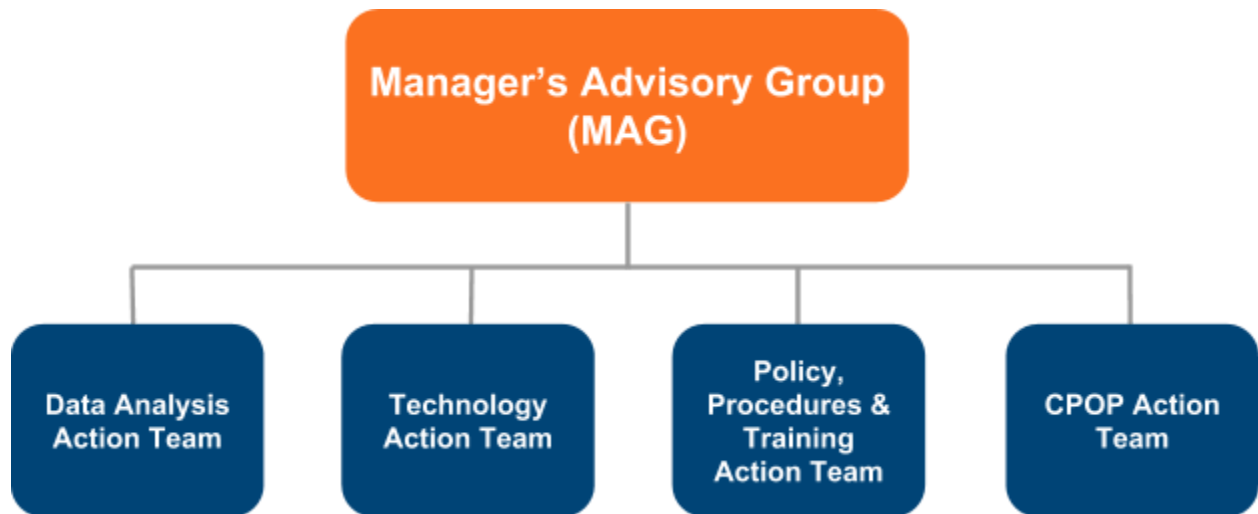 Manager’s Advisory Group
(MAG)
Data Analysis
Action Team
Technology
Action Team
Policy,
Procedures &
Training
Action Team
CPOP Action
Team